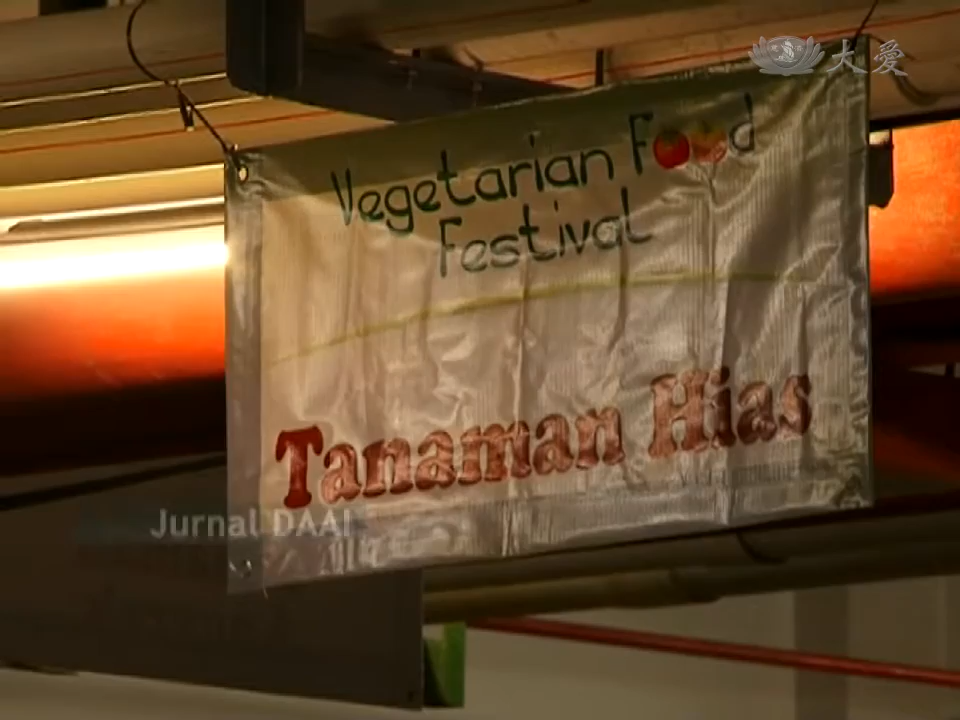 大愛
Vegetarian Food
Festival
Tanaman Hias
Jurnal DAAI